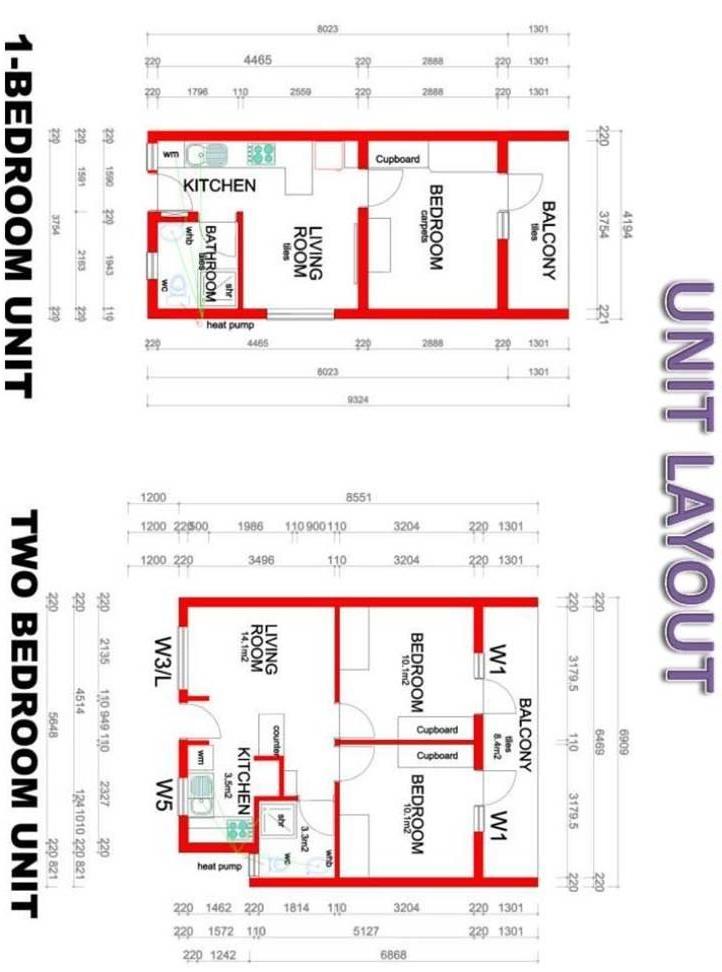 UNIT LAYOUT
1-BEDROOM UNIT
8023 1301
220 4465 220 2888 220 1301
220 1796 110 2559 220 2888 220 1301
wm
KITCHEN
Cupboard
BEDROOM
carpets
BALCONY
tiles
LIVING
ROOM
tiles
BATHROOM
tiles
whb
wc
shr
heat pump
220 3754 220
220 1591 220 2163 220
220 1590 220 1943 110
220 3754 221
4194
220 4465 220 2888 220 1301
8023 1301
9324
TWO BEDROOM UNIT
1200 8551
1200 220 500 1986 110 900 110 3204 220 1301
1200 220 3496 110 3204 220 1301
W3/L
W5
LIVING
ROOM
14.1m2
counter
wm
KITCHEN
3.5m2
shr
3.3m2
wc
whb
heat pump
BEDROOM
10.1m2
Cupboard
Cupboard
BEDROOM
10.1m2
W1
BALCONY
tiles
8.4m2
W1
220 5648 220 821
220 4514 1241010 220 821
220 2135 110 949 110 2327 220
220 3179.5 110 3179.5 220
220 6469 220
6909
220 1462 220 1814 110 3204 220 1301
220 1572 110 5127 220 1301
220 1242 6868